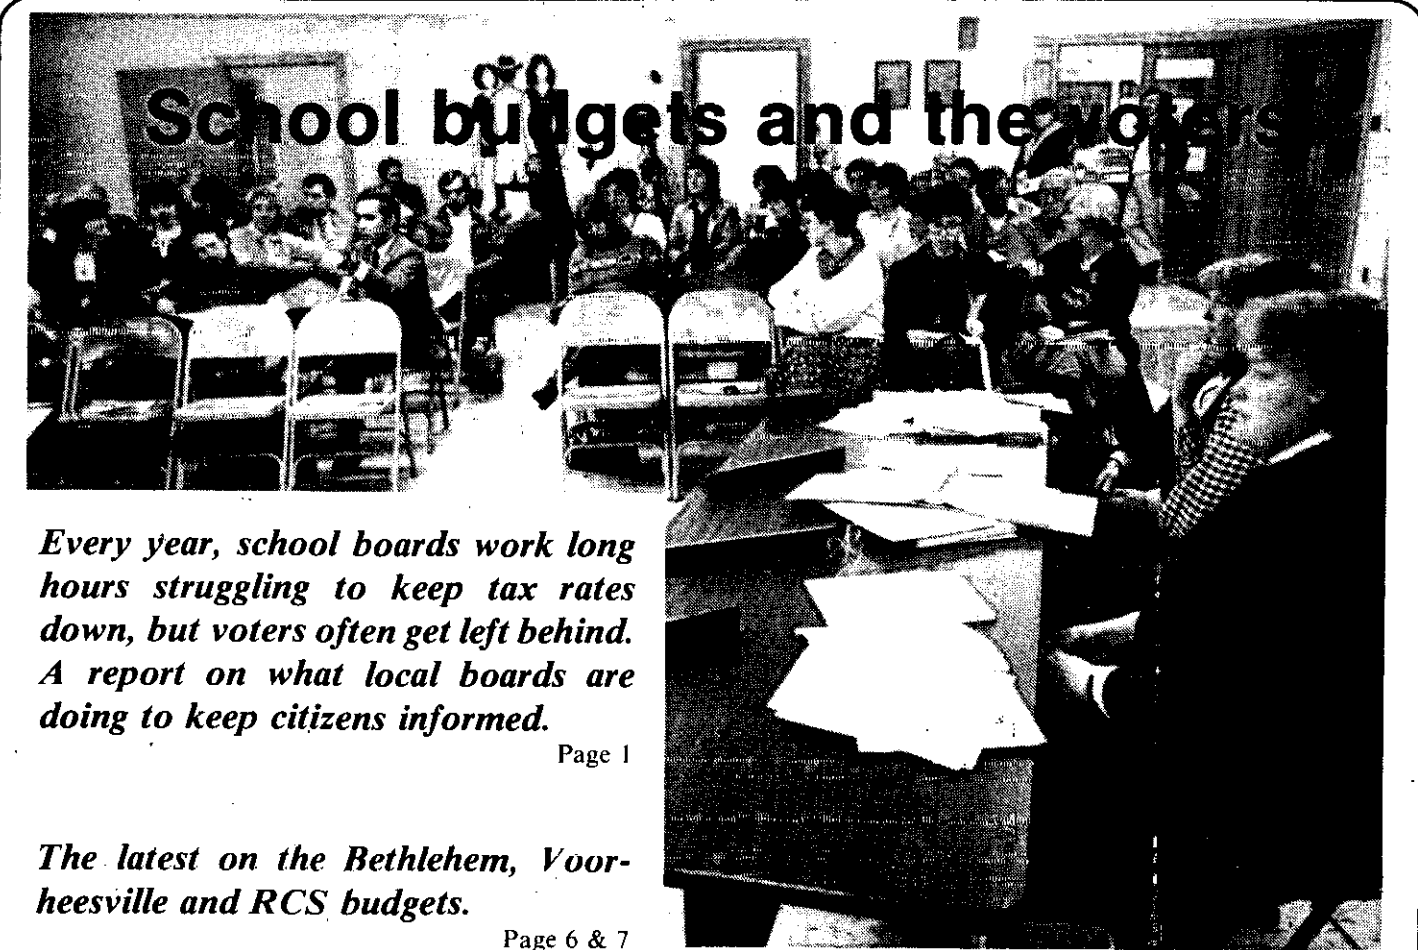 School budgets and the voters
Every year, school boards work long
hours struggling to keep tax rates
down, but voters often get left behind.
A report on what local boards are
doing to keep citizens informed.
Page 1
The latest on the Bethlehem, Voor-
heesville and RCS budgets.
Page 6 & 7